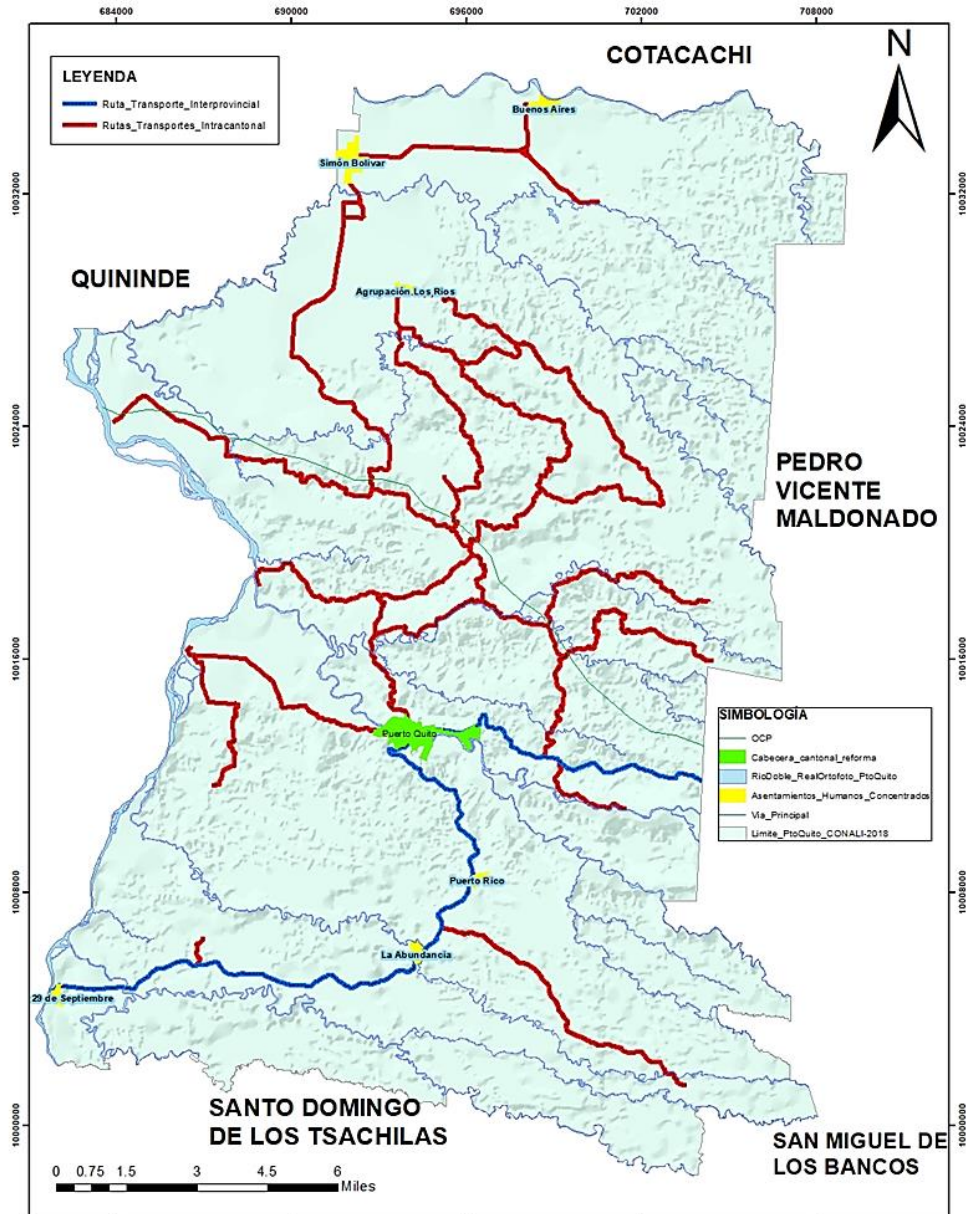 684000
690000
696000
702000
708000
COTACACHI
N
LEYENDA
Ruta_Transporte_Interprovincial
Rutas_Transportes_Intracantonal
Buenos Aires
Simón Bolivar
10032000
10032000
QUININDE
Agrupación Los Rios
10024000
10024000
PEDRO
VICENTE
MALDONADO
10016000
10016000
Puerto Quito
SIMBOLOGÍA
OCP
Cabecera_cantonal_reforma
RioDoble_RealOrtofoto_PtoQuito
Asentamientos_Humanos_Concentrados
Via_Principal
Limite_PtoQuito_CONALI-2018
Puerto Rico
10008000
10008000
La Abundancia
29 de Septiembre
SANTO DOMINGO
DE LOS TSACHILAS
10000000
10000000
SAN MIGUEL DE
LOS BANCOS
0 0.75 1.5 3 4.5 6
Miles